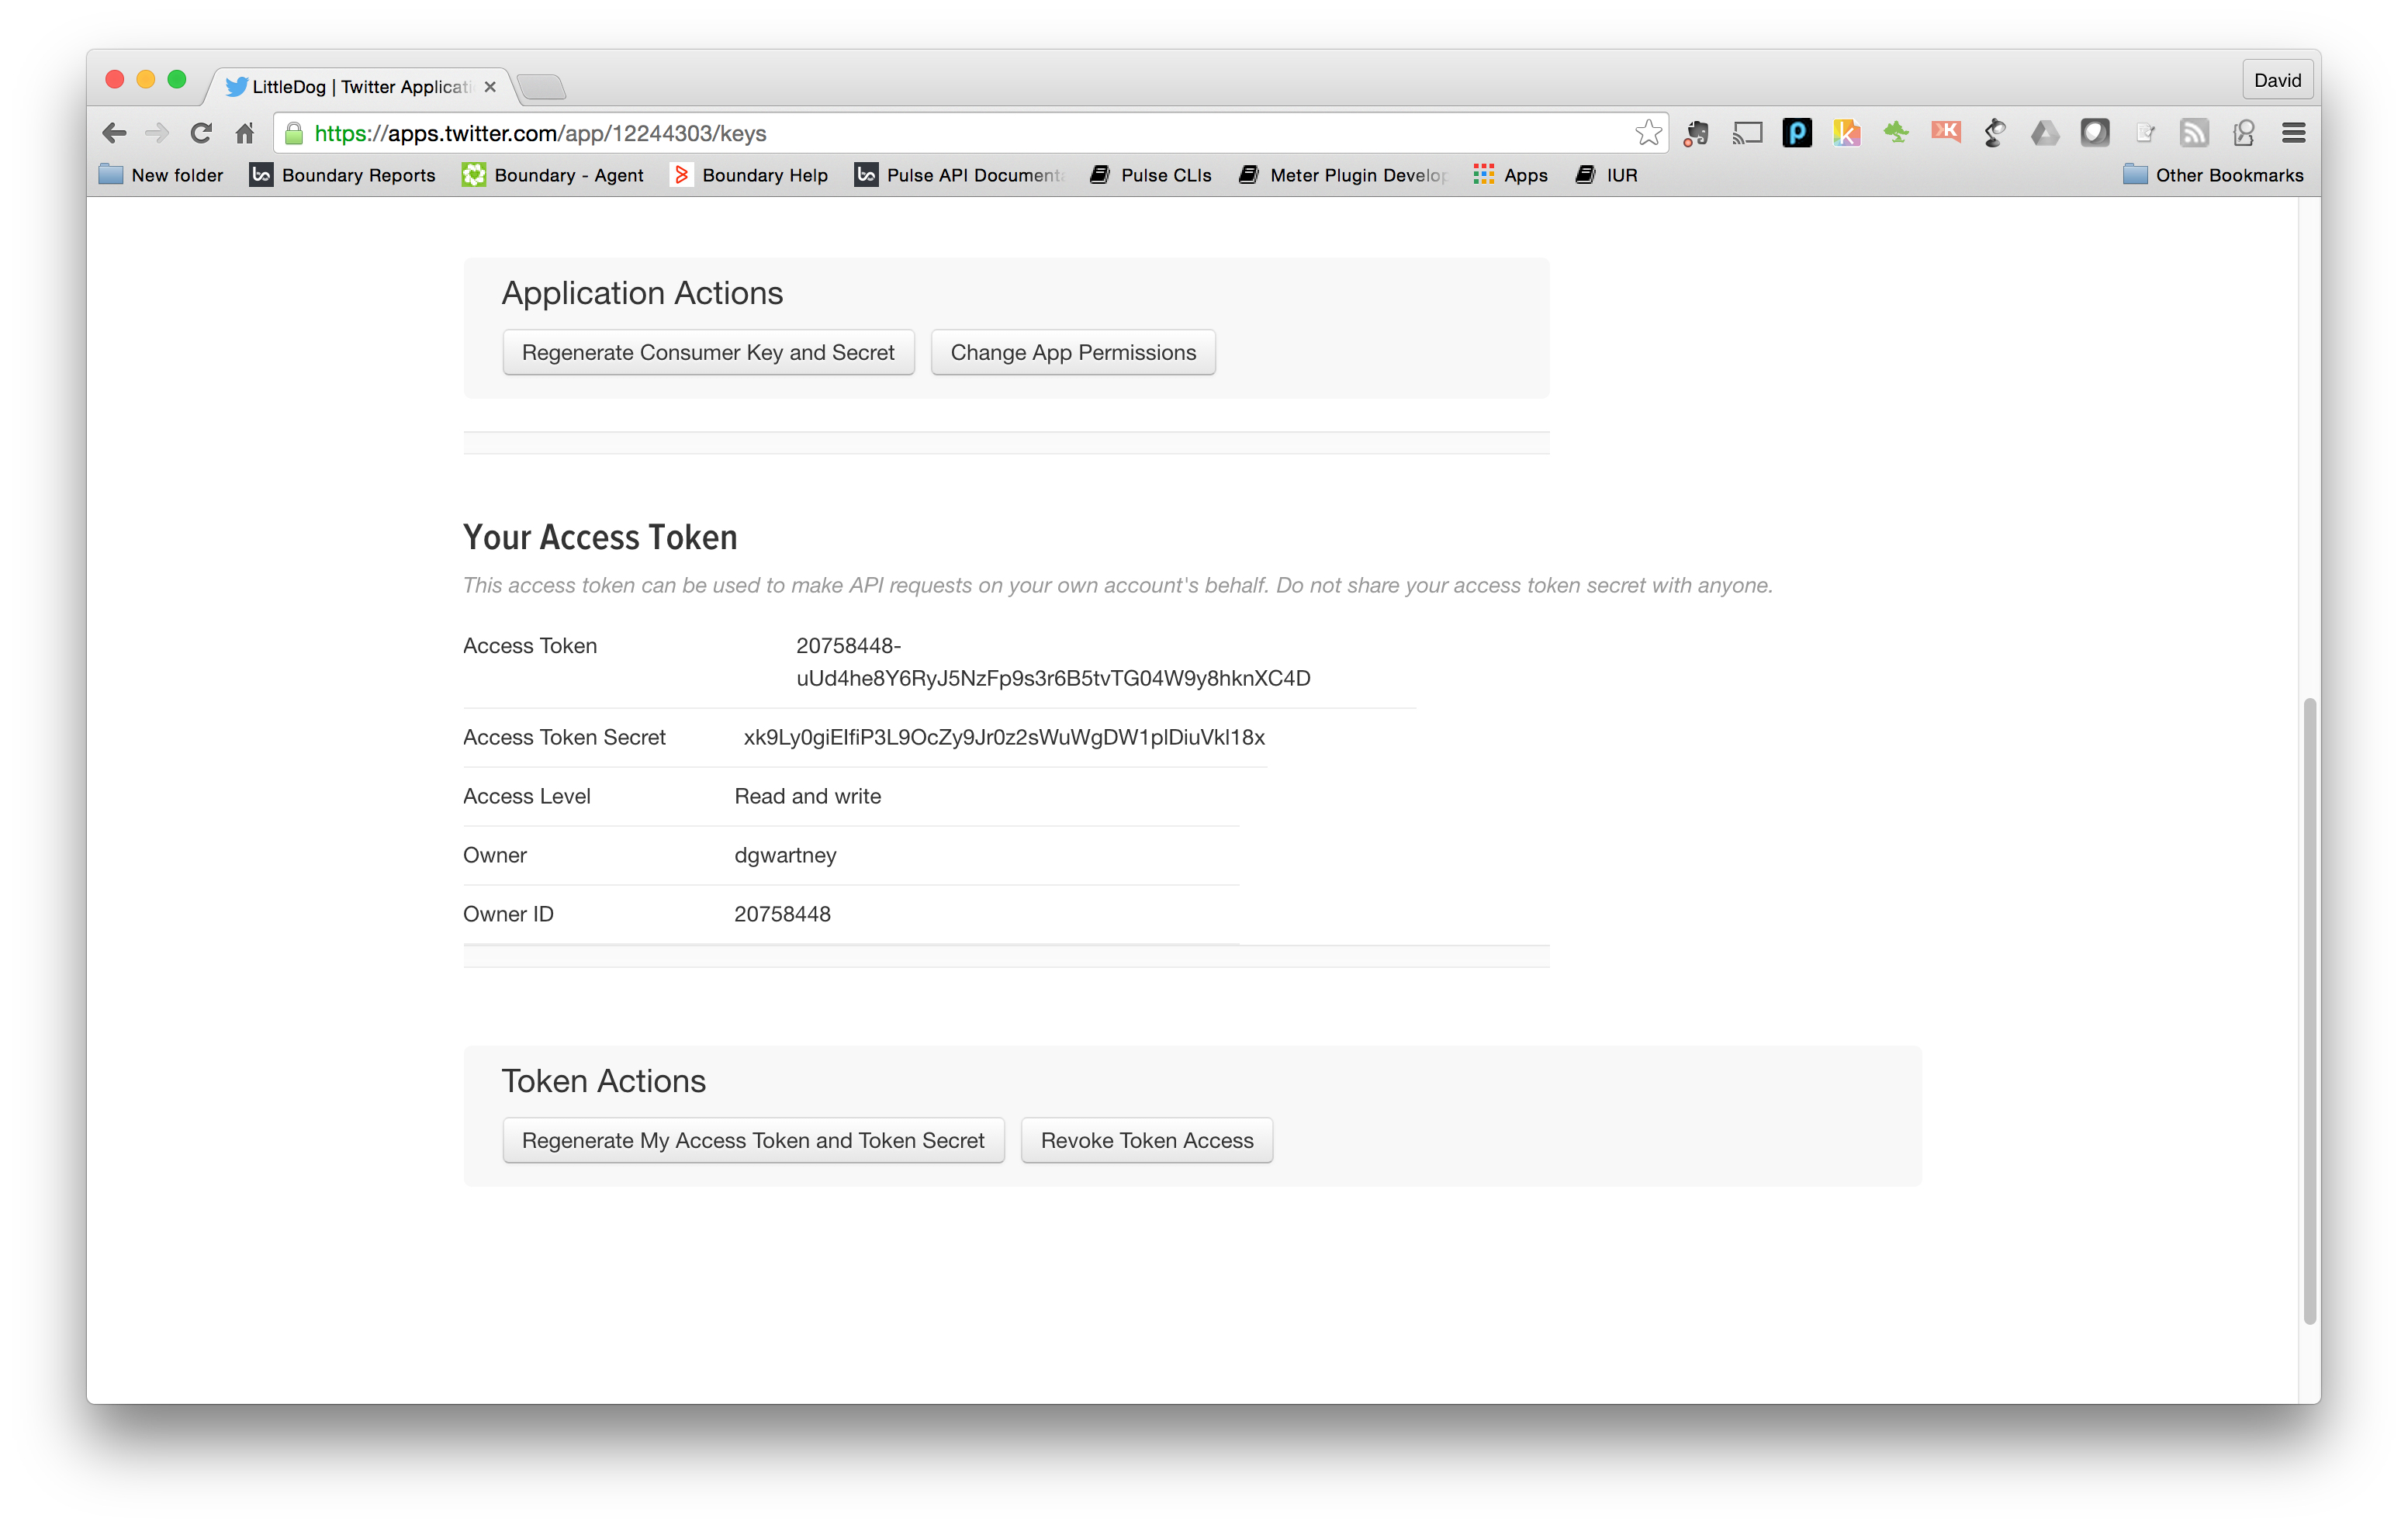 LittleDog | Twitter Applicati
David
https://apps.twitter.com/app/12244303/keys
New folder Boundary Reports Boundary - Agent Boundary Help Pulse API Documenta Pulse CLIs Meter Plugin Develop Apps IUR Other Bookmarks
Application Actions
Regenerate Consumer Key and Secret Change App Permissions
Your Access Token
This access token can be used to make API requests on your own account's behalf. Do not share your access token secret with anyone.
Access Token 20758448-
uUd4he8Y6RyJ5NzFp9s3r6B5tvTG04W9y8hknXC4D
Access Token Secret
Access Level Read and write
Owner dgwartney
Owner ID 20758448
Token Actions
Regenerate My Access Token and Token Secret Revoke Token Access